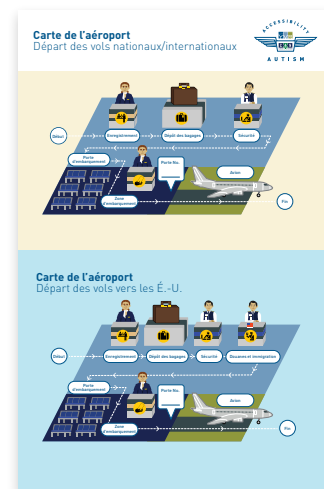 Carte de l'aéroport
Départ des vols nationaux/internationaux
ACCESSIBILITY
AUTISM
Début
Enregistrement
Dépôt des bagages
Sécurité
Porte
d'embarquement
Porte No.
Avion
Zone
d'embarquement
Fin
Carte de l'aéroport
Départ des vols vers les É.-U.
Début
Enregistrement
Dépôt des bagages
Sécurité
Douanes et immigration
Porte
d'embarquement
Porte No.
Avion
Zone
d'embarquement
Fin